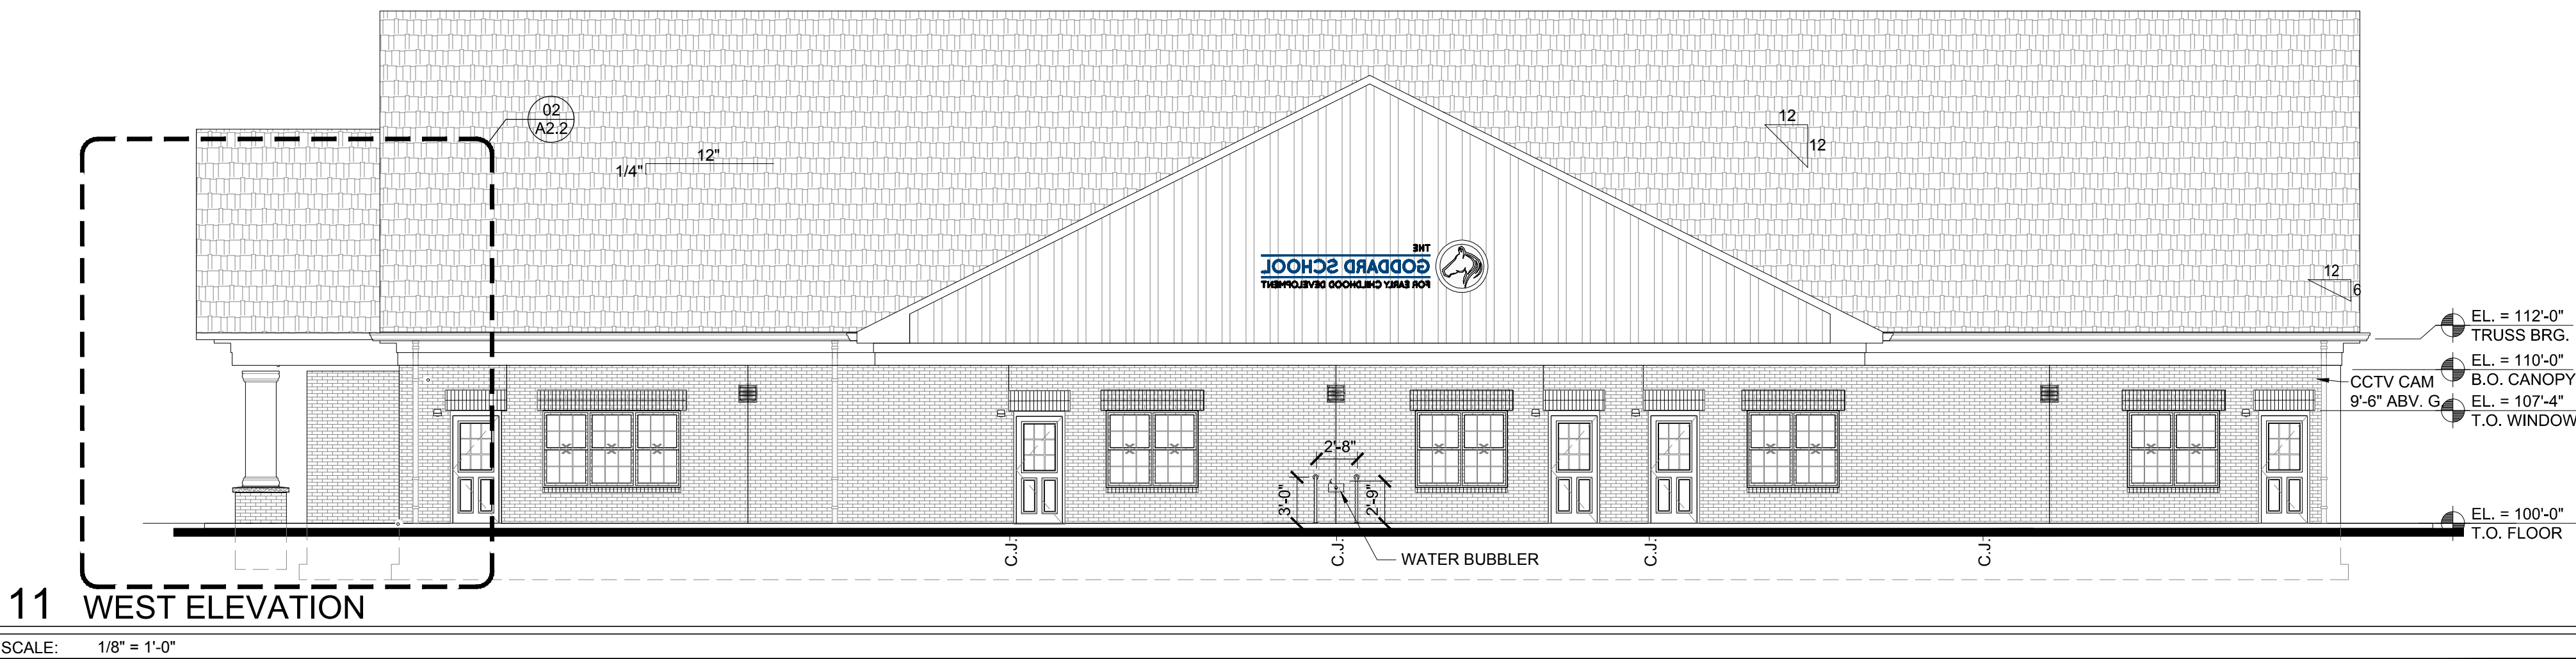 02
A2.2
12"
1/4"
12
12
THE
GODDARD SCHOOL
FOR EARLY CHILDHOOD DEVELOPMENT
12
6
EL. = 112'-0"
TRUSS BRG.
EL. = 110'-0"
B.O. CANOPY
CCTV CAM
9'-6" ABV. G.
EL. = 107'-4"
T.O. WINDOW
2'-8"
3'-0"
2'-9"
EL. = 100'-0"
T.O. FLOOR
C.J.
C.J.
C.J.
C.J.
WATER BUBBLER
11 WEST ELEVATION
SCALE: 1/8" = 1'-0"